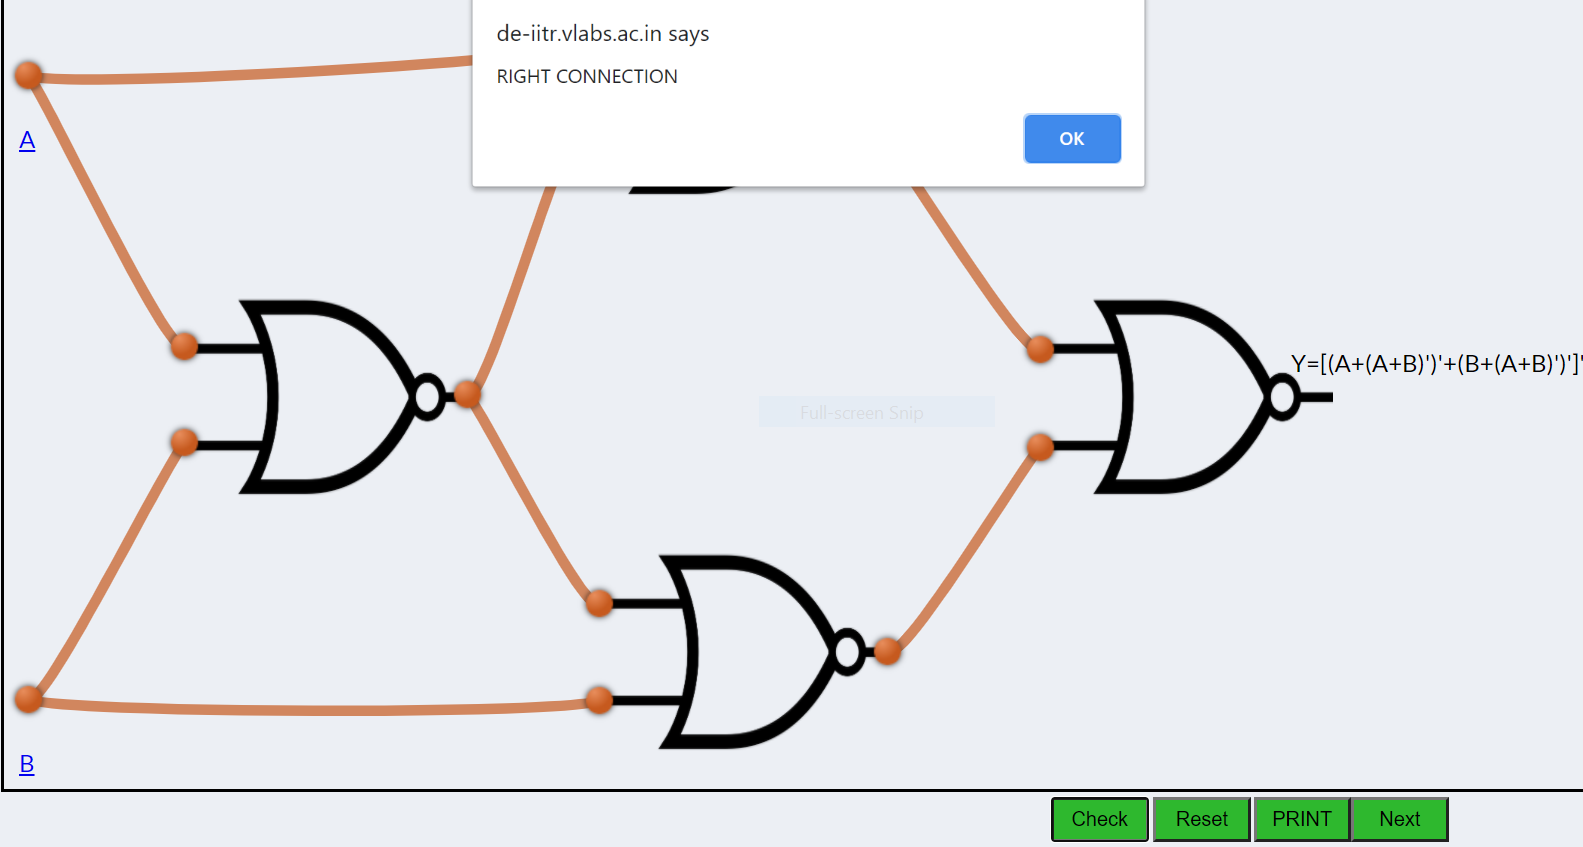 de-iitr.vlabs.ac.in says
RIGHT CONNECTION
OK
A
Y=[(A+(A+B)')'+(B+(A+B)')']'
Full-screen Snip
B
Check Reset PRINT Next